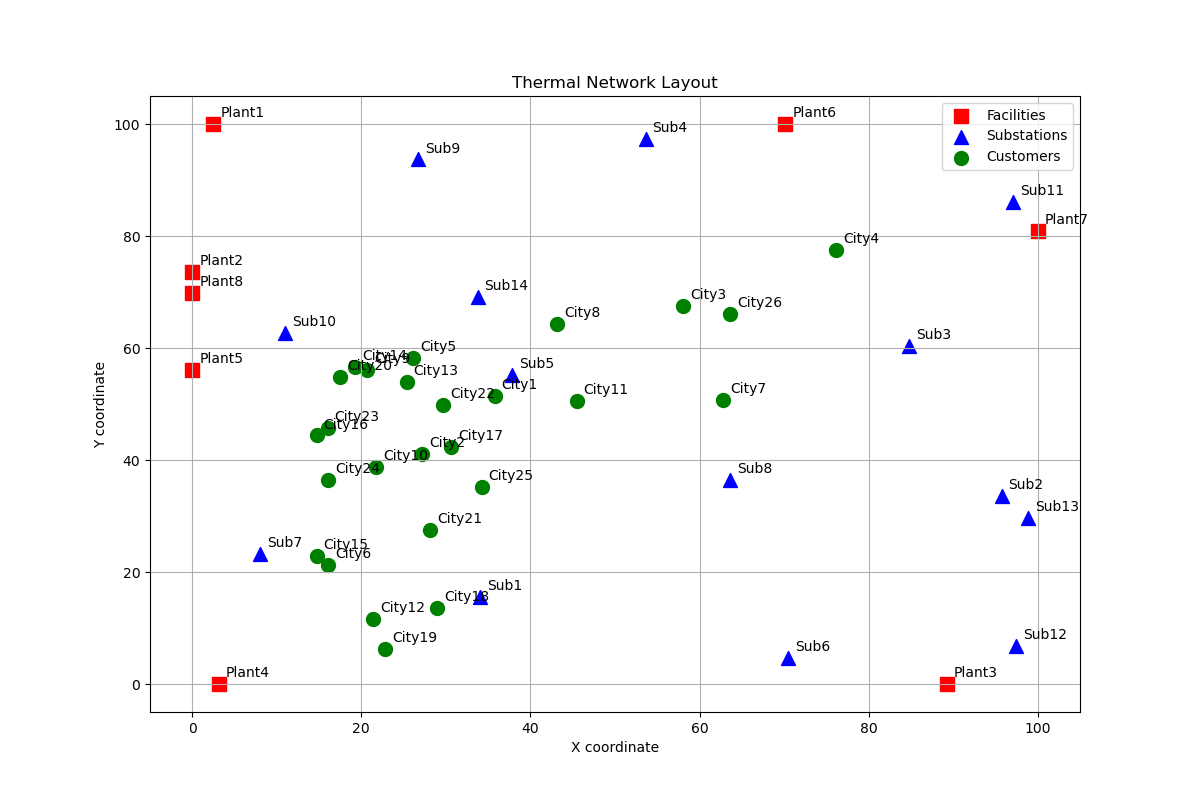 Thermal Network Layout
Plant1
Plant6
Facilities
Substations
Customers
Sub4
Sub9
Sub11
Plant7
City4
Plant2
Plant8
Sub14
City3
City26
City8
Sub10
Sub3
Plant5
City14
City9
City20
City5
City13
Sub5
City22
City1
City11
City7
City23
City16
City17
City2
City10
City24
City25
Sub8
Sub2
Sub13
City21
Sub7
City15
City6
Sub1
City18
City12
City19
Sub6
Sub12
Plant4
Plant3
100
80
60
40
20
0
Y coordinate
0 20 40 60 80 100
X coordinate